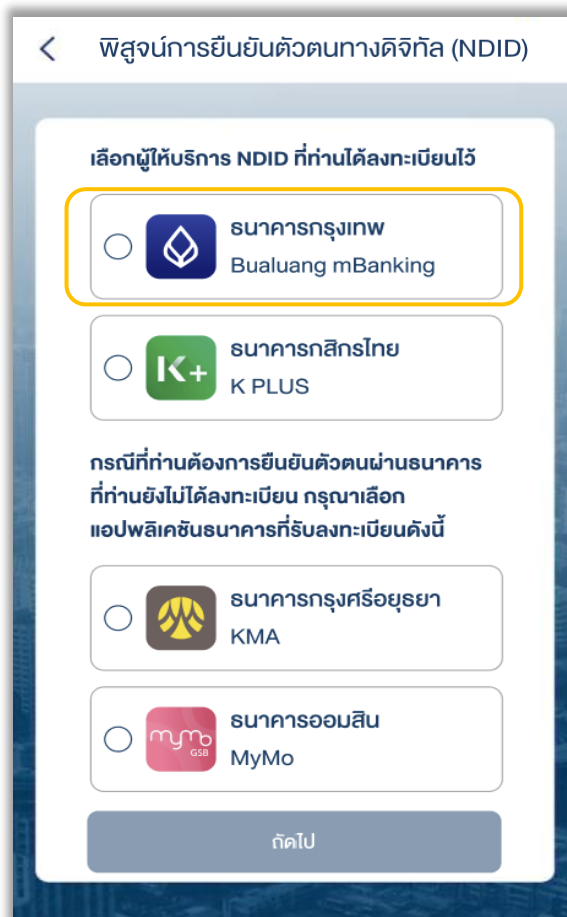 พิสูจน์การยืนยันตัวตนทางดิจิทัล (NDID)
เลือกผู้ให้บริการ NDID ที่ท่านได้ลงทะเบียนไว้
ธนาคารกรุงเทพ
Bualuang mBanking
K+
ธนาคารกสิกรไทย
K PLUS
กรณีที่ท่านต้องการยืนยันตัวตนผ่านธนาคาร
ที่ท่านยังไม่ได้ลงทะเบียน กรุณาเลือก
แอปพลิเคชันธนาคารที่รับลงทะเบียนดังนี้
ธนาคารกรุงศรีอยุธยา
KMA
mymo
GSB
ธนาคารออมสิน
MyMo
ถัดไป